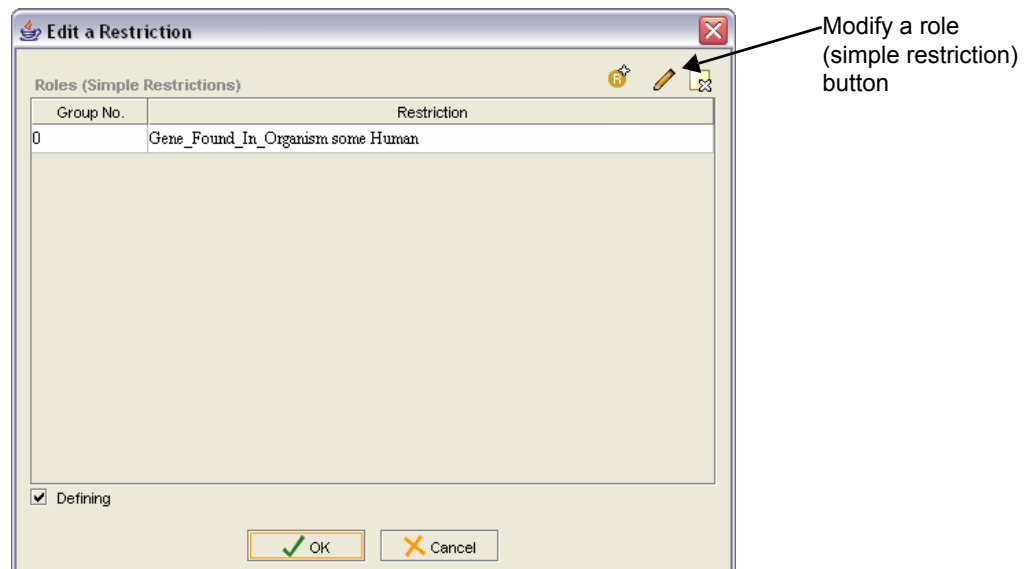 Edit a Restriction
Modify a role
(simple restriction)
button
Roles (Simple Restrictions)
R
Group No. Restriction
0 Gene_Found_In_Organism some Human
Defining
OK Cancel